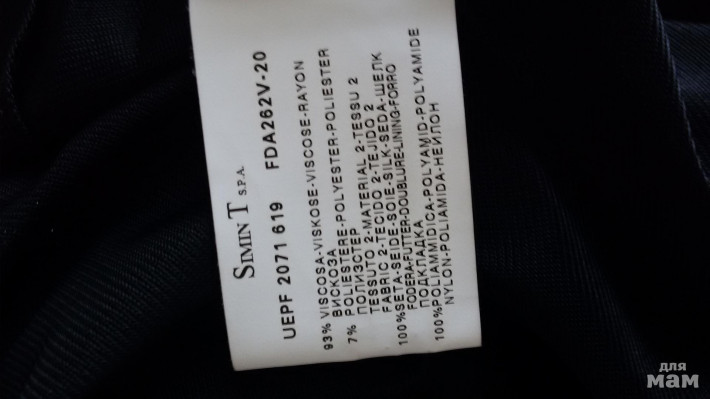 SIMIN T S.P.A.
UEPF 2071 619 FDA262V-20
93% VISCOSA-VISKOSE-VISCOSE-RAYON
ВИСКОЗА
POLIESTERE-POLYESTER-POLIESTER
7% ПОЛИЭСТЕР
TESSUTO 2-MATERIAL 2-TESSU 2
FABRIC 2-TECIDO 2-TEJIDO 2
100%SETA-SEIDE-SOIE-SILK-SEDA-ШЕЛК
FODERA-FUTTER-DOUBLURE-LINING-FORRO
ПОДКЛАДКА
100%POLIAMMIDICA-POLYAMID-POLYAMIDE
NYLON-POLIAMIDA-НЕЙЛОН
для
мам